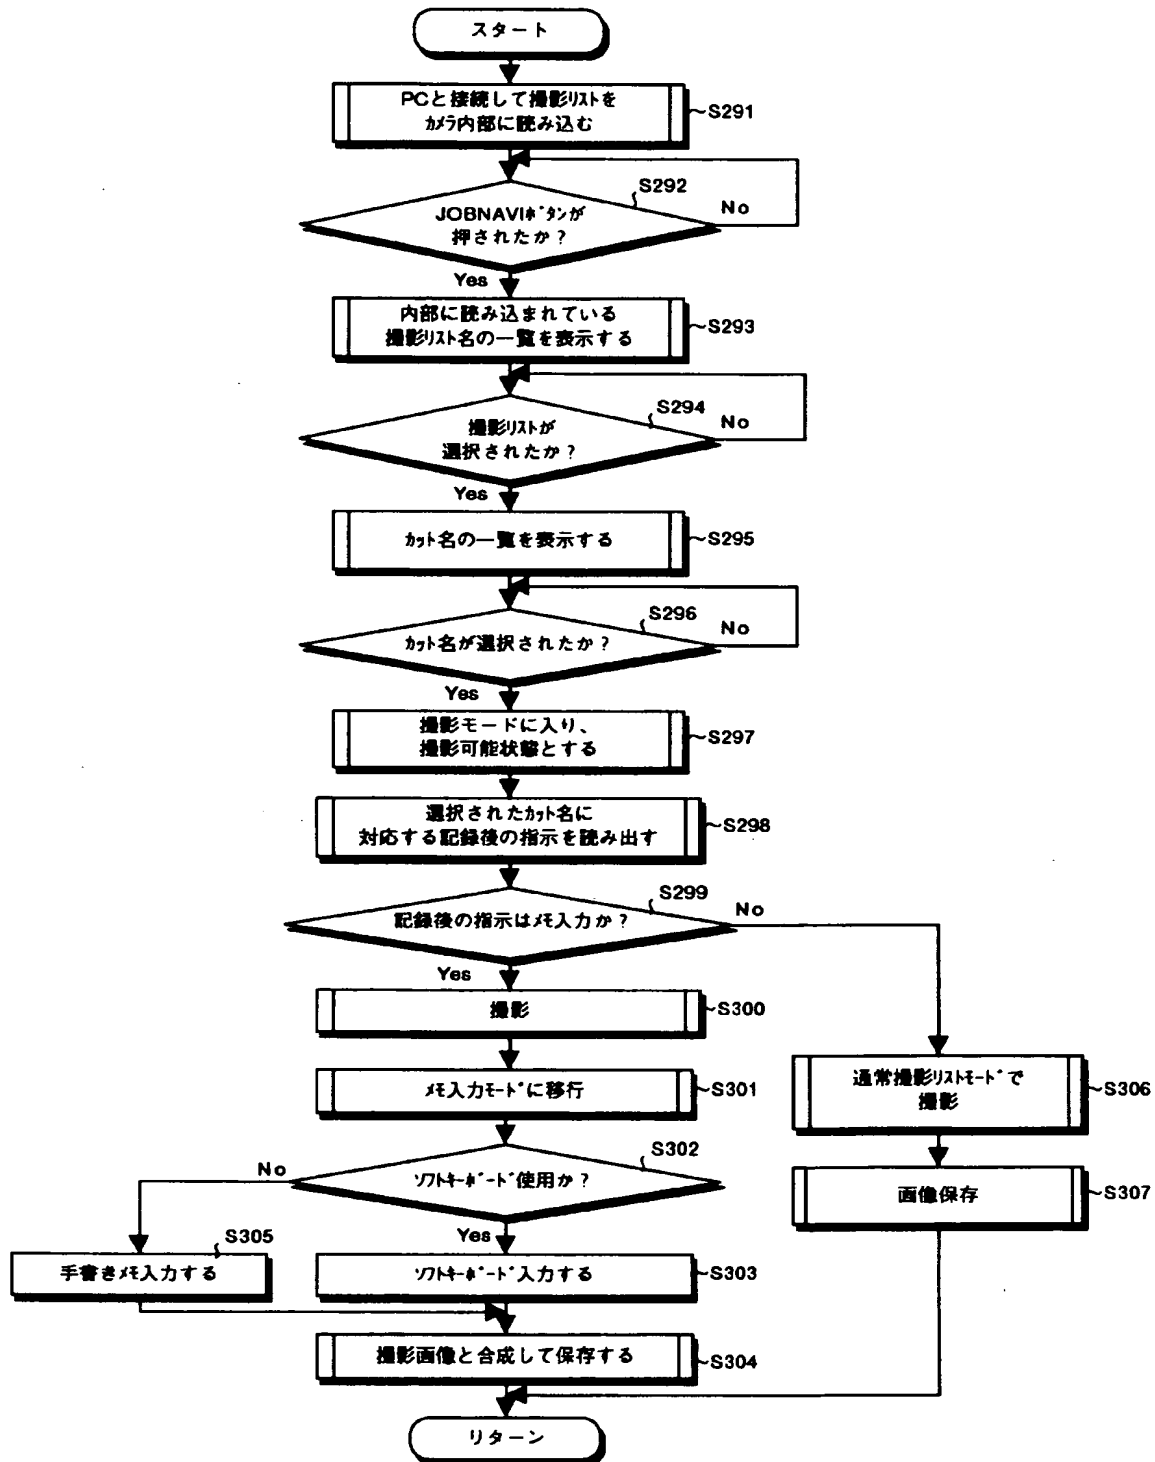 スタート
PCと接続して撮影ﾘｽﾄを
ｶﾒﾗ内部に読み込む
S291
S292
JOBNAVIﾎﾞﾀﾝが
押されたか?
No
Yes
内部に読み込まれている
撮影ﾘｽﾄ名の一覧を表示する
S293
S294
撮影ﾘｽﾄが
選択されたか?
No
Yes
ｶｯﾄ名の一覧を表示する
S295
S296
ｶｯﾄ名が選択されたか?
No
Yes
撮影モードに入り、
撮影可能状態とする
S297
選択されたｶｯﾄ名に
対応する記録後の指示を読み出す
S298
S299
記録後の指示はﾒﾓ入力か?
No
Yes
撮影
S300
ﾒﾓ入力ﾓｰﾄﾞに移行
S301
通常撮影ﾘｽﾄﾓｰﾄﾞで
撮影
S306
S302
ｿﾌﾄｷｰﾎﾞｰﾄﾞ使用か?
No
Yes
画像保存
S307
S305
手書きﾒﾓ入力する
ｿﾌﾄｷｰﾎﾞｰﾄﾞ入力する
S303
撮影画像と合成して保存する
S304
リターン